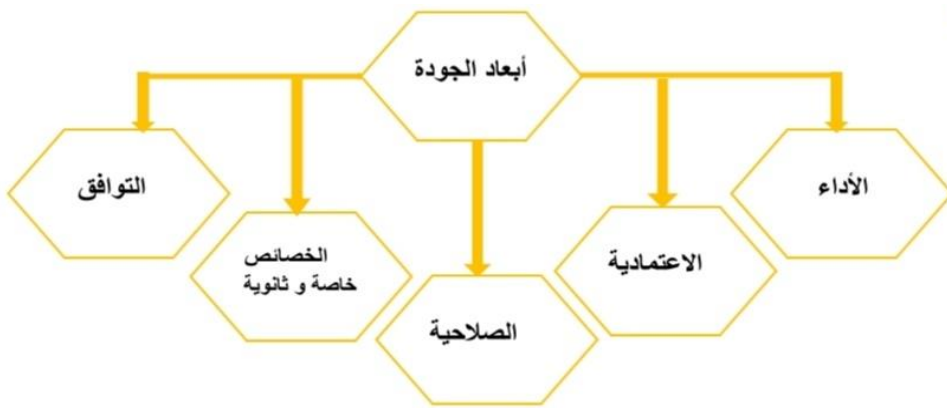 أبعاد الجودة
الأداء
الاعتمادية
الصلاحية
الخصائص
خاصة و ثانوية
التوافق